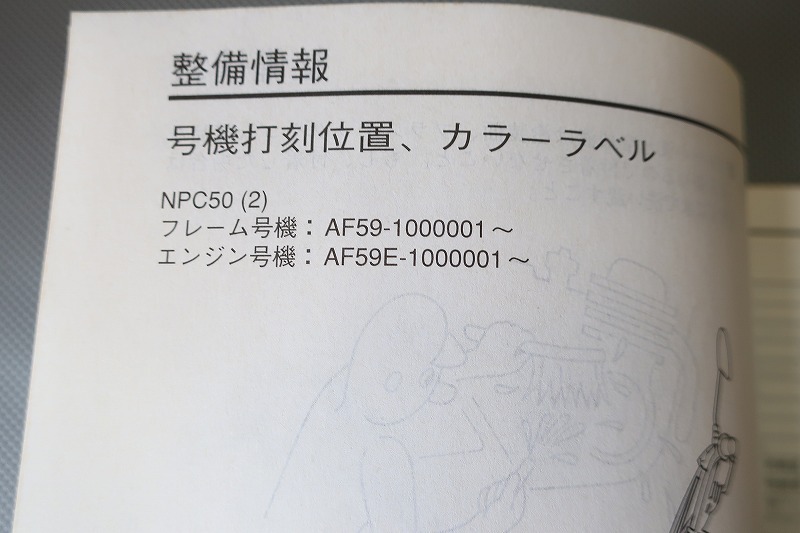 整備情報
号機打刻位置、カラーラベル
NPC50 (2)
フレーム号機：AF59-1000001～
エンジン号機：AF59E-1000001～